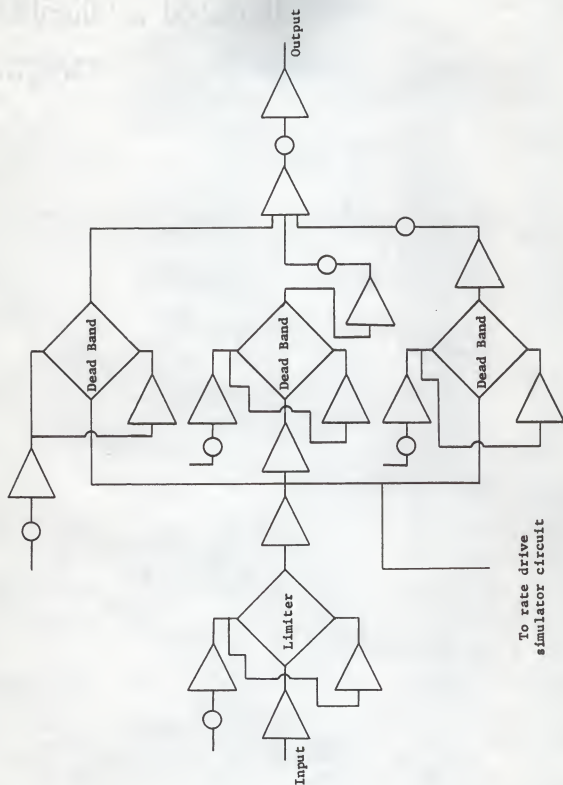 Input
Limiter
To rate drive
simulator circuit
Dead Band
Dead Band
Dead Band
Output